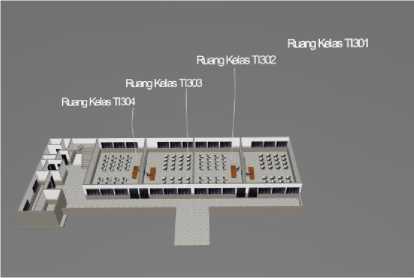 Ruang Kelas TI301
Ruang Kelas TI302
Ruang Kelas TI303
Ruang Kelas TI304